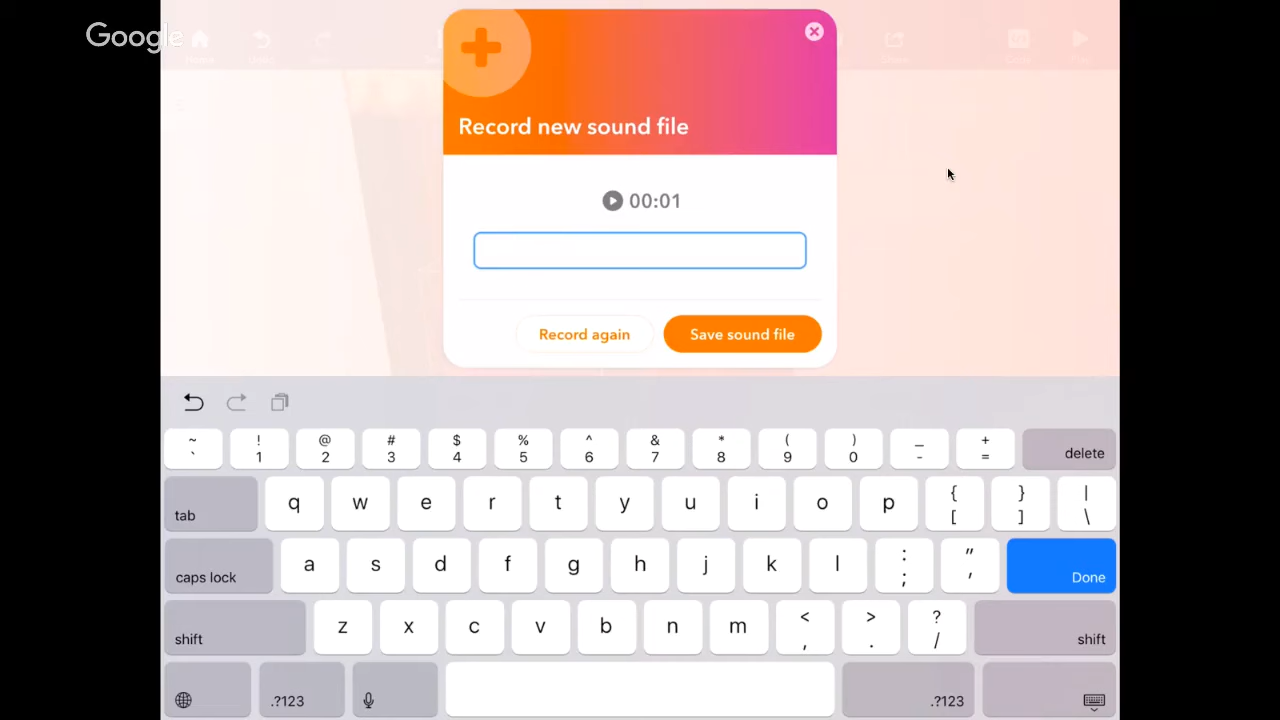 Google
Record new sound file
00:01
Record again
Save sound file
~ ! @ # $ % ^ & * ( ) _ +
` 1 2 3 4 5 6 7 8 9 0 - = delete
tab q w e r t y u i o p { [ } ] | \
caps lock a s d f g h j k l : ; " ' Done
shift z x c v b n m < , > . ? / shift
.?123 .?123